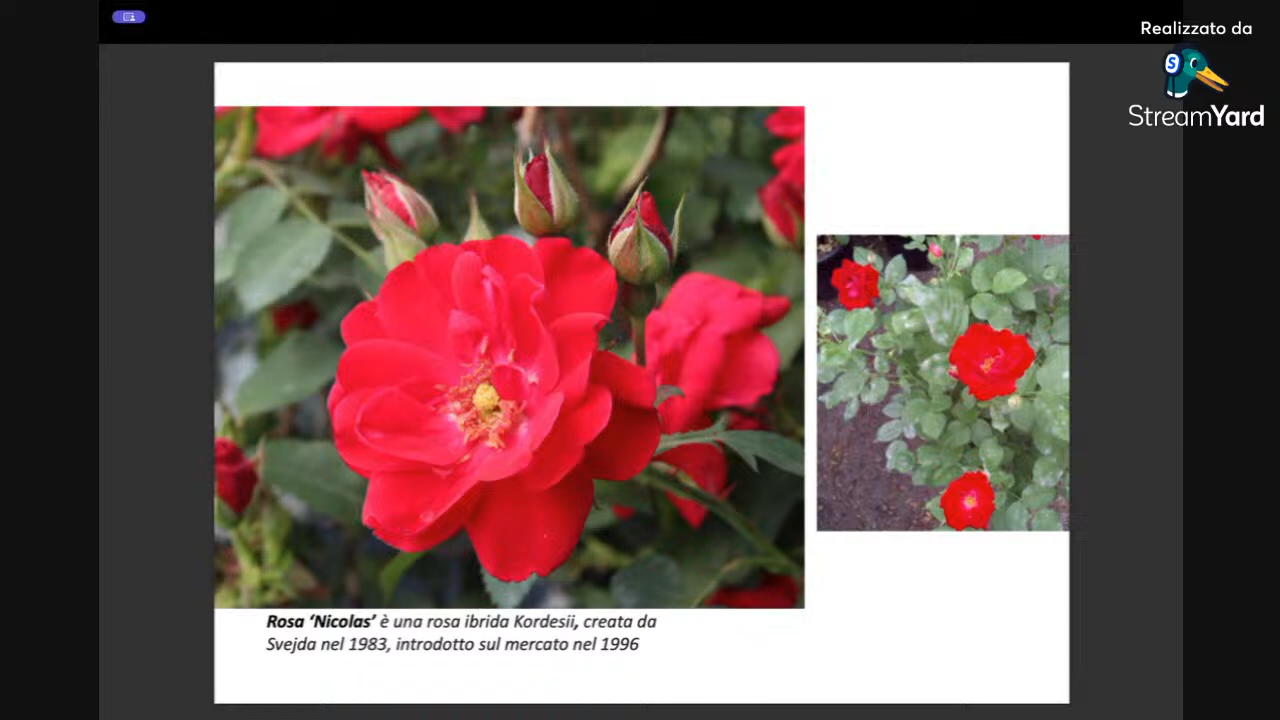 Realizzato da
S
StreamYard
Rosa ‘Nicolas’ è una rosa ibrida Kordesii, creata da
Svejda nel 1983, introdotto sul mercato nel 1996